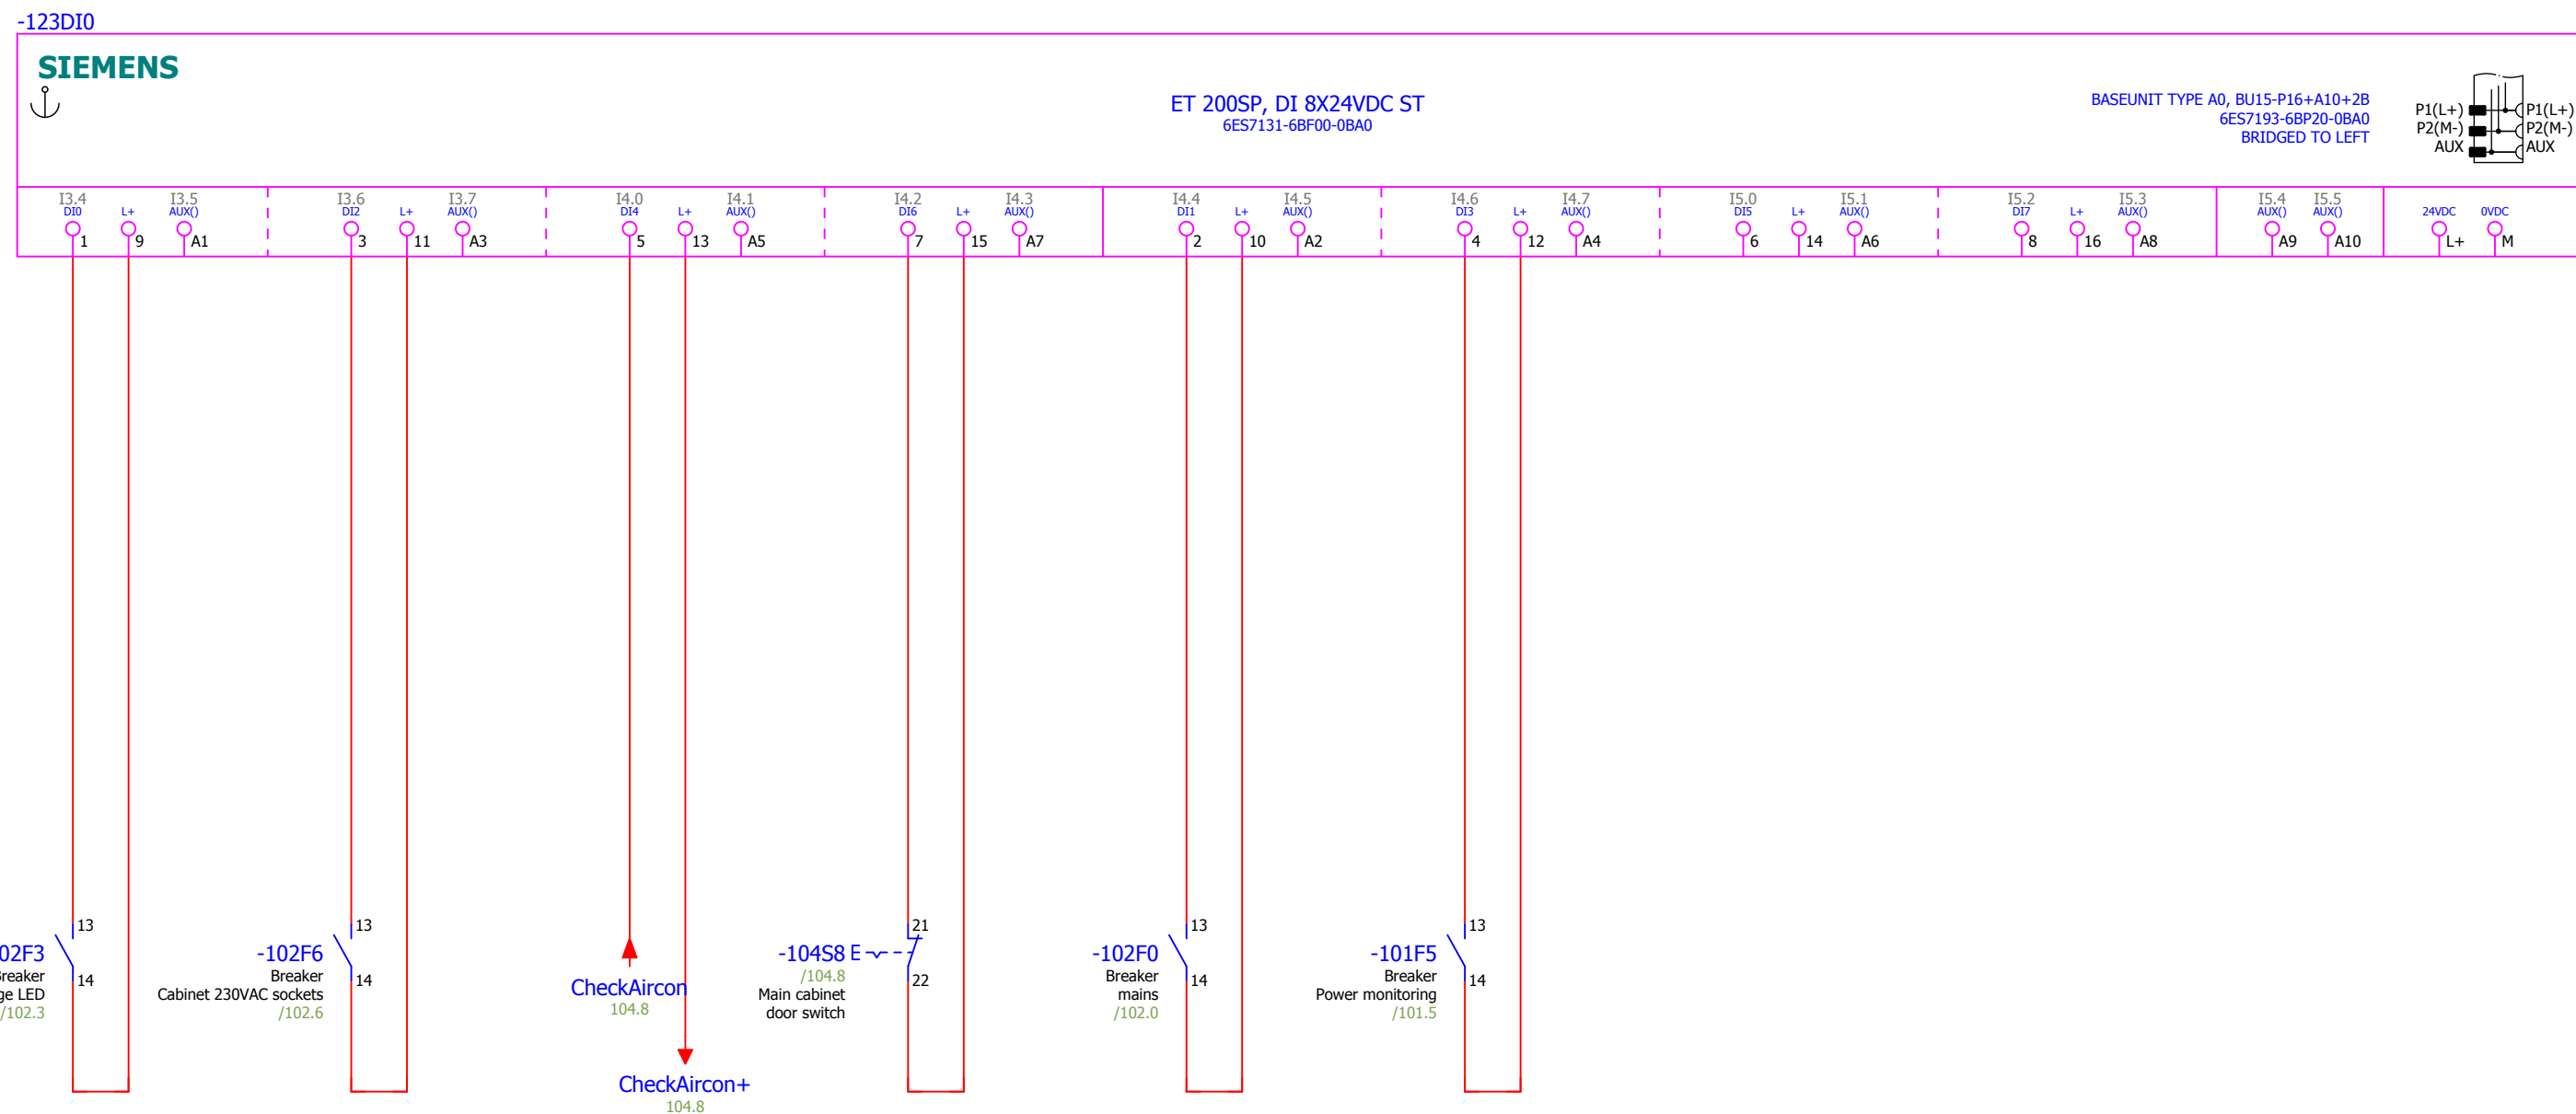 -123DI0
SIEMENS
ET 200SP, DI 8X24VDC ST
6ES7131-6BF00-0BA0
BASEUNIT TYPE A0, BU15-P16+A10+2B
6ES7193-6BP20-0BA0
BRIDGED TO LEFT
P1(L+) P1(L+)
P2(M-) P2(M-)
AUX AUX
I3.4 I3.5 I3.6 I3.7 I4.0 I4.1 I4.2 I4.3 I4.4 I4.5 I4.6 I4.7 I5.0 I5.1 I5.2 I5.3 I5.4 I5.5
DI0 L+ AUX() DI2 L+ AUX() DI4 L+ AUX() DI6 L+ AUX() DI1 L+ AUX() DI3 L+ AUX() DI5 L+ AUX() DI7 L+ AUX() AUX() AUX() 24VDC 0VDC
1 9 A1 3 11 A3 5 13 A5 7 15 A7 2 10 A2 4 12 A4 6 14 A6 8 16 A8 A9 A10 L+ M
13
02F3
Breaker
ge LED
/102.3
14
13
-102F6
Breaker
Cabinet 230VAC sockets
/102.6
14
CheckAircon
104.8
CheckAircon+
104.8
21
-104S8
/104.8
Main cabinet
door switch
22
13
-102F0
Breaker
mains
/102.0
14
13
-101F5
Breaker
Power monitoring
/101.5
14